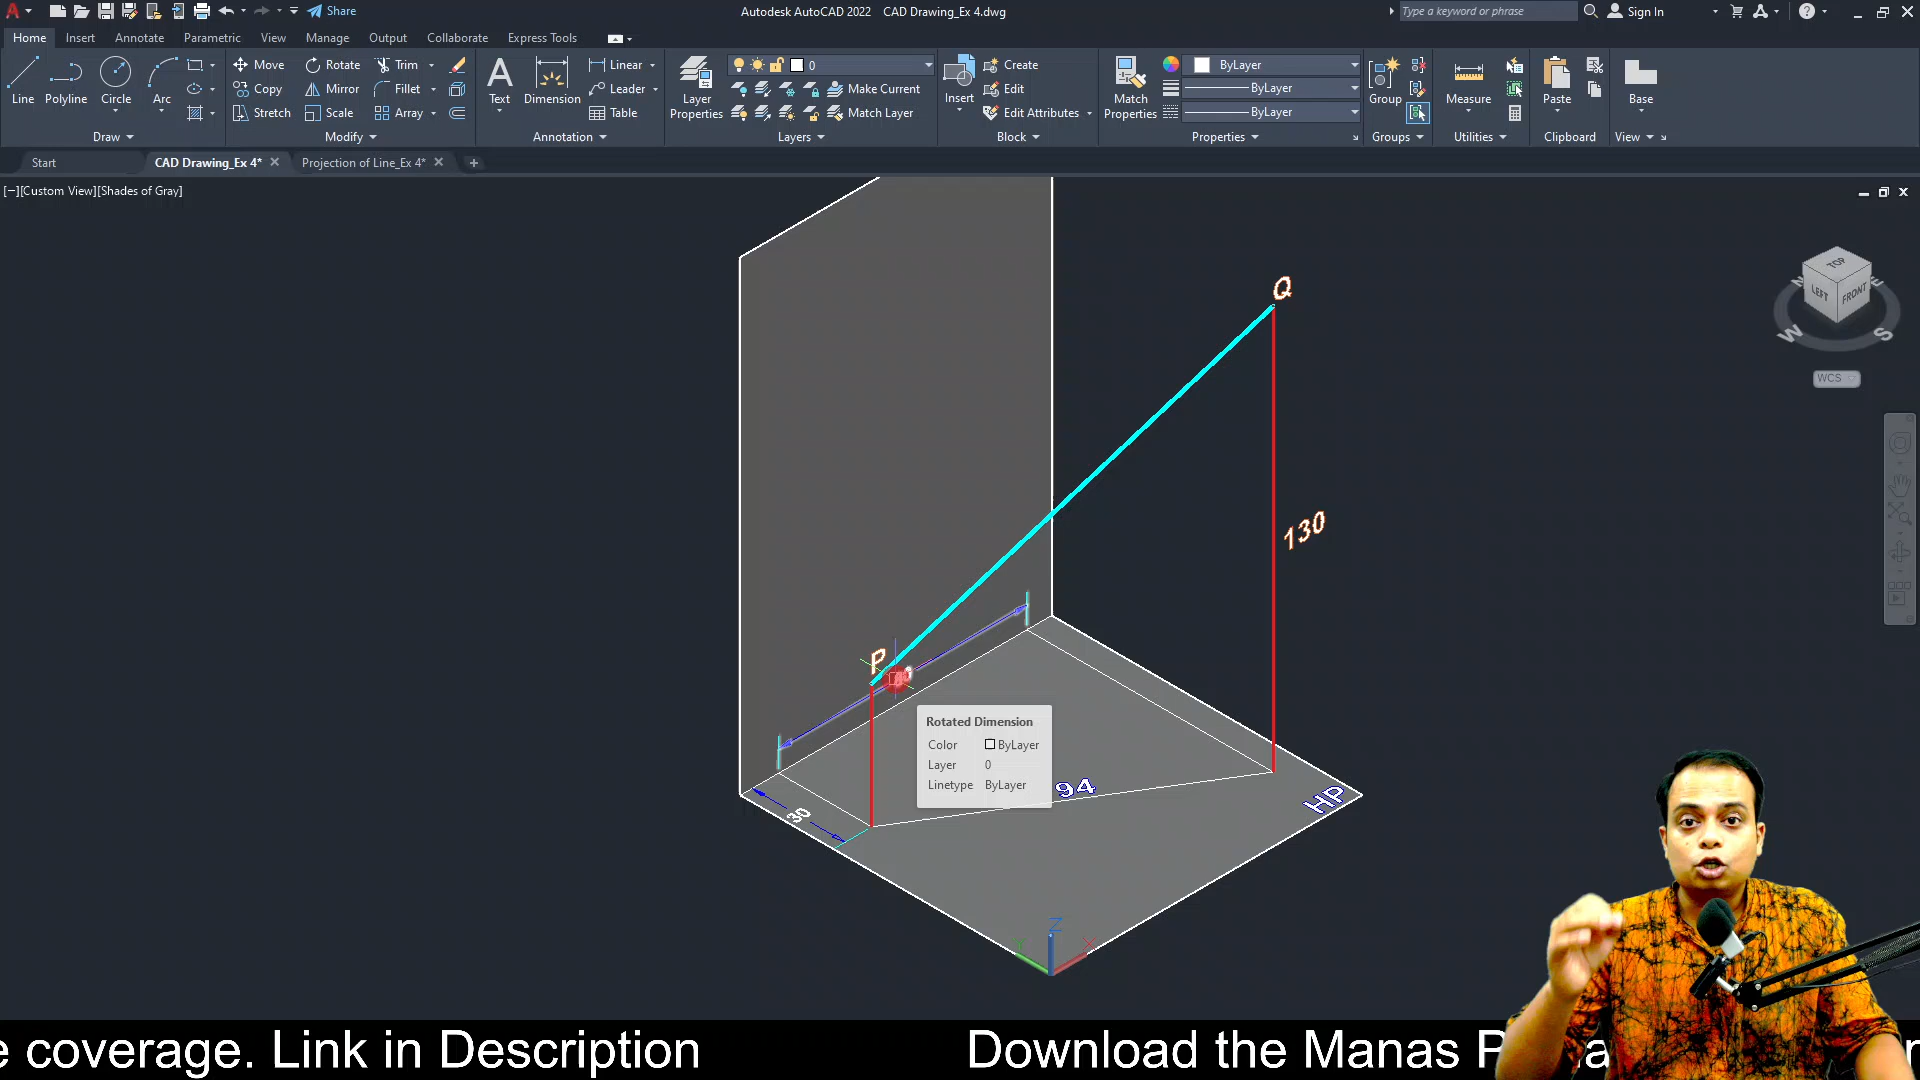 Share
Autodesk AutoCAD 2022 CAD Drawing_Ex 4.dwg
Type a keyword or phrase
Sign In
Home Insert Annotate Parametric View Manage Output Collaborate Express Tools
Line Polyline Circle Arc
Move Rotate Trim
Copy Mirror Fillet
Stretch Scale Array
Text Dimension
Linear
Leader
Table
Layer Properties
0
Make Current
Match Layer
Insert
Create
Edit
Edit Attributes
Match Properties
ByLayer
ByLayer
ByLayer
Group
Measure
Paste
Base
Draw Modify Annotation Layers Block Properties Groups Utilities Clipboard View
Start CAD Drawing_Ex 4* Projection of Line_Ex 4*
[−][Custom View][Shades of Gray]
TOP
LEFT FRONT
W S
WCS
Q
130
P
Rotated Dimension
Color ByLayer
Layer 0
Linetype ByLayer
94
30
HP
Z
X
e coverage. Link in Description Download the Manas P